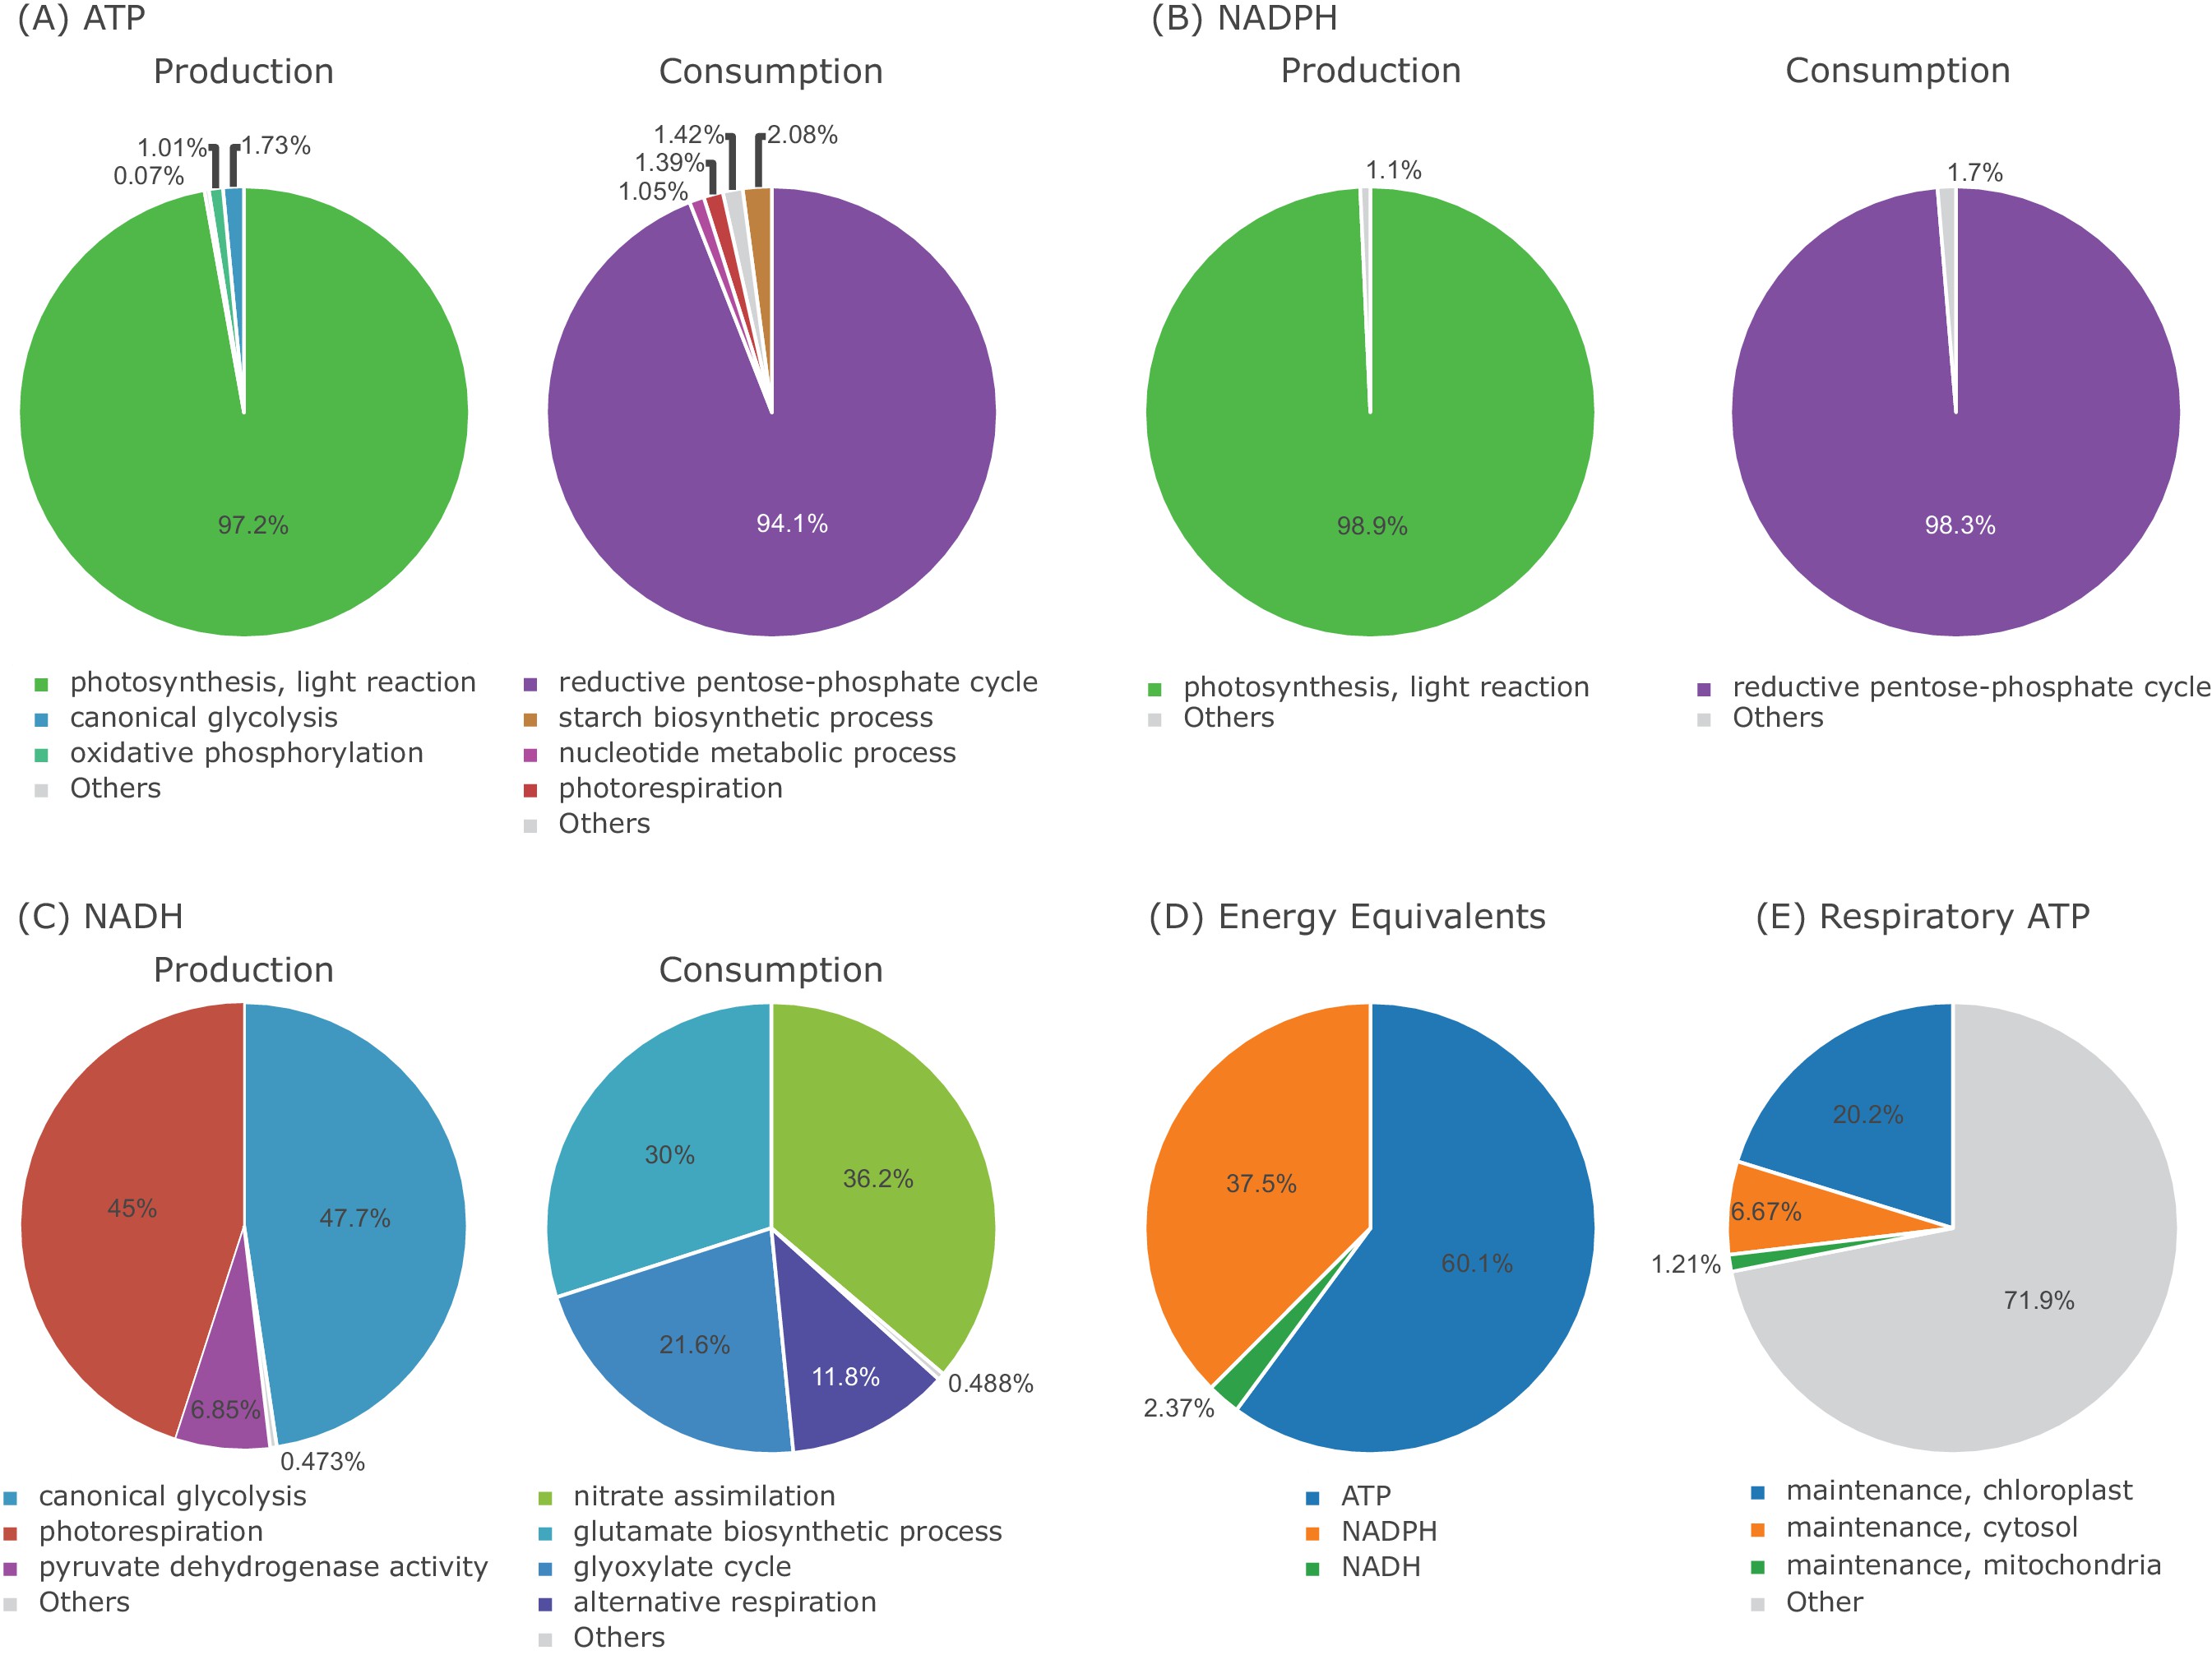 (A) ATP
Production
Consumption
1.01%
1.73%
0.07%
97.2%
1.42%
2.08%
1.39%
1.05%
94.1%
photosynthesis, light reaction
canonical glycolysis
oxidative phosphorylation
Others
reductive pentose-phosphate cycle
starch biosynthetic process
nucleotide metabolic process
photorespiration
Others
(B) NADPH
Production
Consumption
1.1%
98.9%
1.7%
98.3%
photosynthesis, light reaction
Others
reductive pentose-phosphate cycle
Others
(C) NADH
Production
Consumption
45%
47.7%
6.85%
0.473%
30%
36.2%
21.6%
11.8%
0.488%
canonical glycolysis
photorespiration
pyruvate dehydrogenase activity
Others
nitrate assimilation
glutamate biosynthetic process
glyoxylate cycle
alternative respiration
Others
(D) Energy Equivalents
37.5%
60.1%
2.37%
ATP
NADPH
NADH
(E) Respiratory ATP
20.2%
6.67%
1.21%
71.9%
maintenance, chloroplast
maintenance, cytosol
maintenance, mitochondria
Other